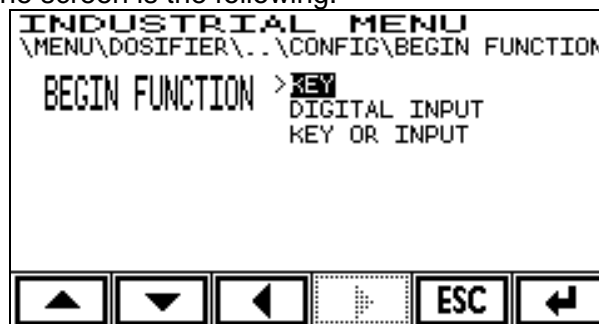 he screen is the following:
INDUSTRIAL MENU
\MENU\DOSIFIER\..\CONFIG\BEGIN FUNCTION
BEGIN FUNCTION >KEY
DIGITAL INPUT
KEY OR INPUT
ESC